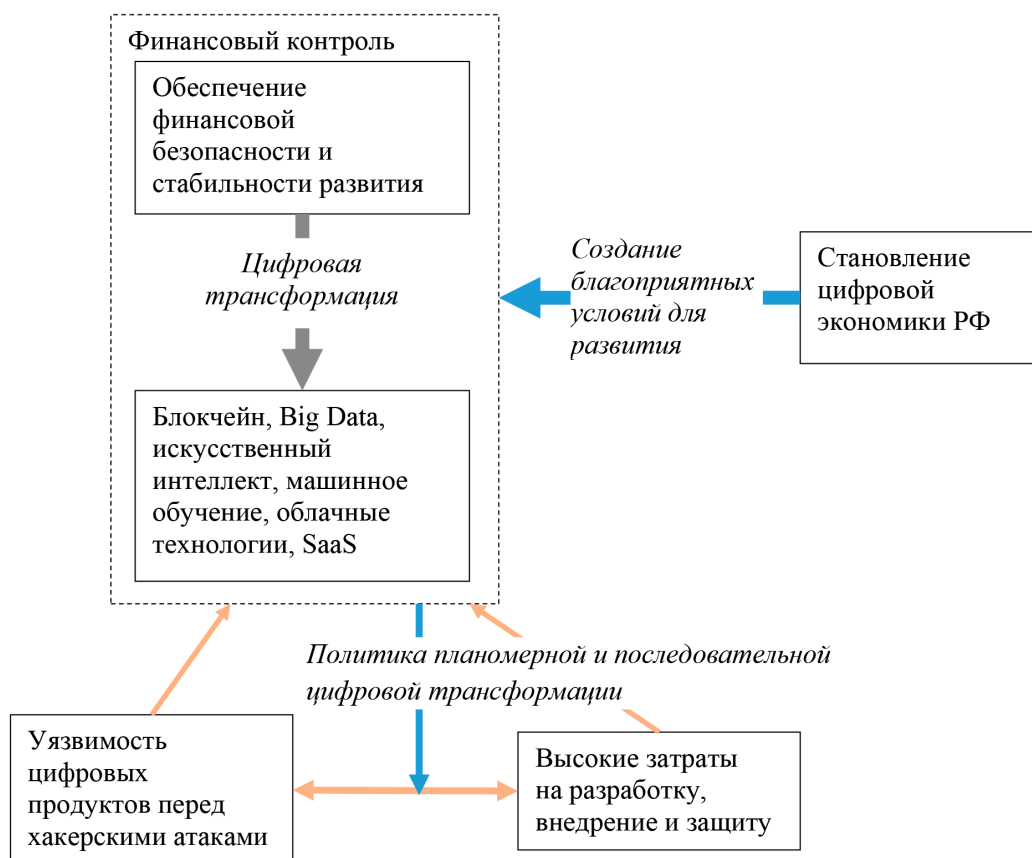 Финансовый контроль
Обеспечение
финансовой
безопасности и
стабильности развития
Цифровая
трансформация
Создание
благоприятных
условий для
развития
Становление
цифровой
экономики РФ
Блокчейн, Big Data,
искусственный
интеллект, машинное
обучение, облачные
технологии, SaaS
Политика планомерной и последовательной
цифровой трансформации
Уязвимость
цифровых
продуктов перед
хакерскими атаками
Высокие затраты
на разработку,
внедрение и защиту